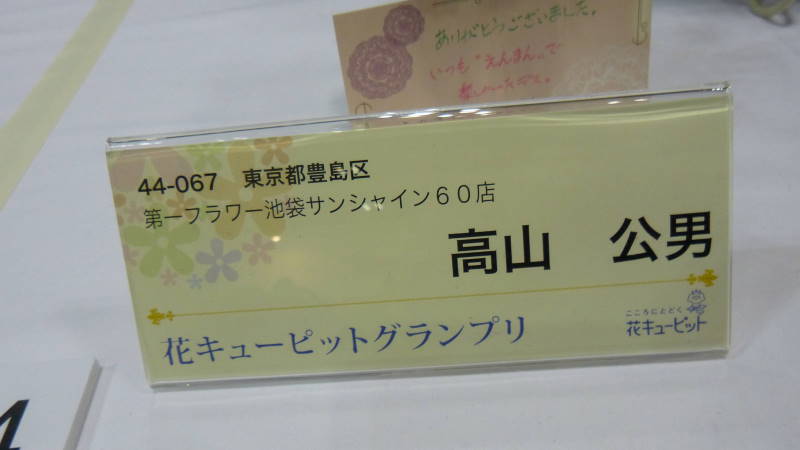 ありがとうございました。
いつも"えんまん"で
44-067 東京都豊島区
第一フラワー池袋サンシャイン60店
高山 公男
花キューピットグランプリ
こころにとどく
花キューピット
4